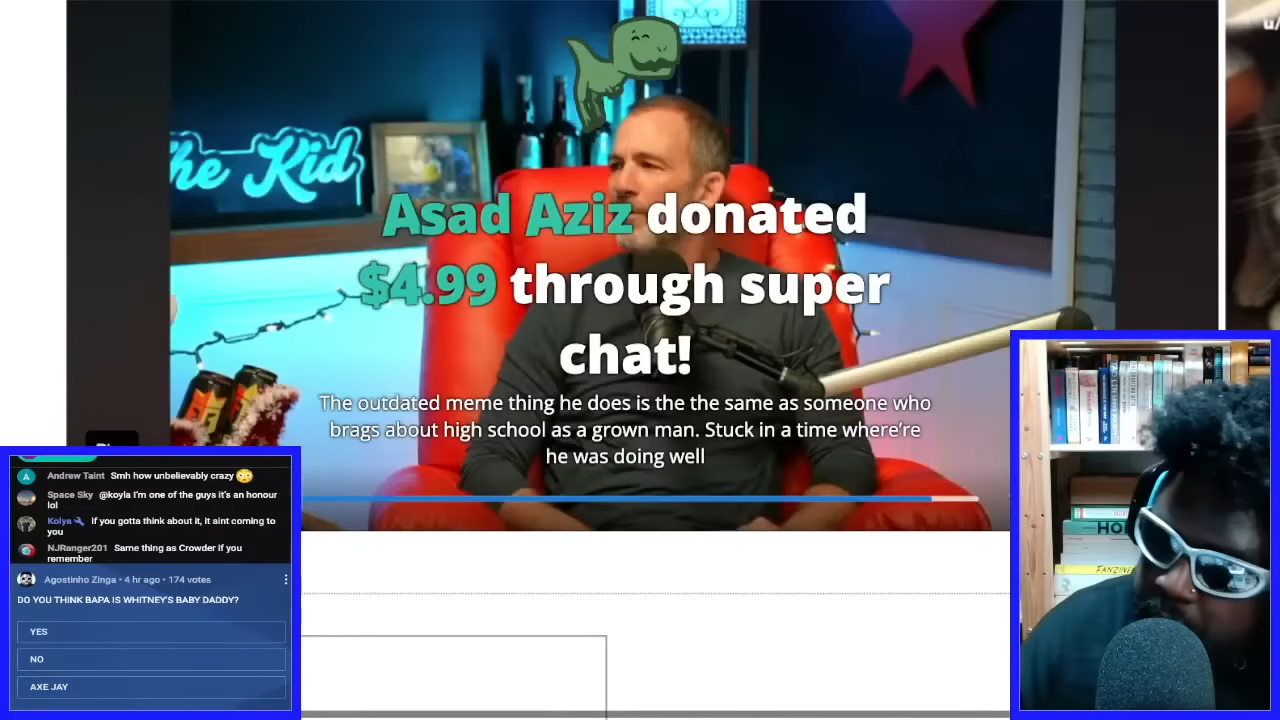 he Kid
Asad Aziz donated
$4.99 through super
chat!
The outdated meme thing he does is the the same as someone who
brags about high school as a grown man. Stuck in a time where're
he was doing well
Andrew Taint Smh how unbelievably crazy 😳
Space Sky @koyla I'm one of the guys it's an honour
lol
Kolya If you gotta think about it, it aint coming to
you
NJRanger201 Same thing as Crowder if you
remember
Agostinho Zinga • 4 hr ago • 174 votes
DO YOU THINK BAPA IS WHITNEY'S BABY DADDY?
YES
NO
AXE JAY
HO
FANZINE
u/